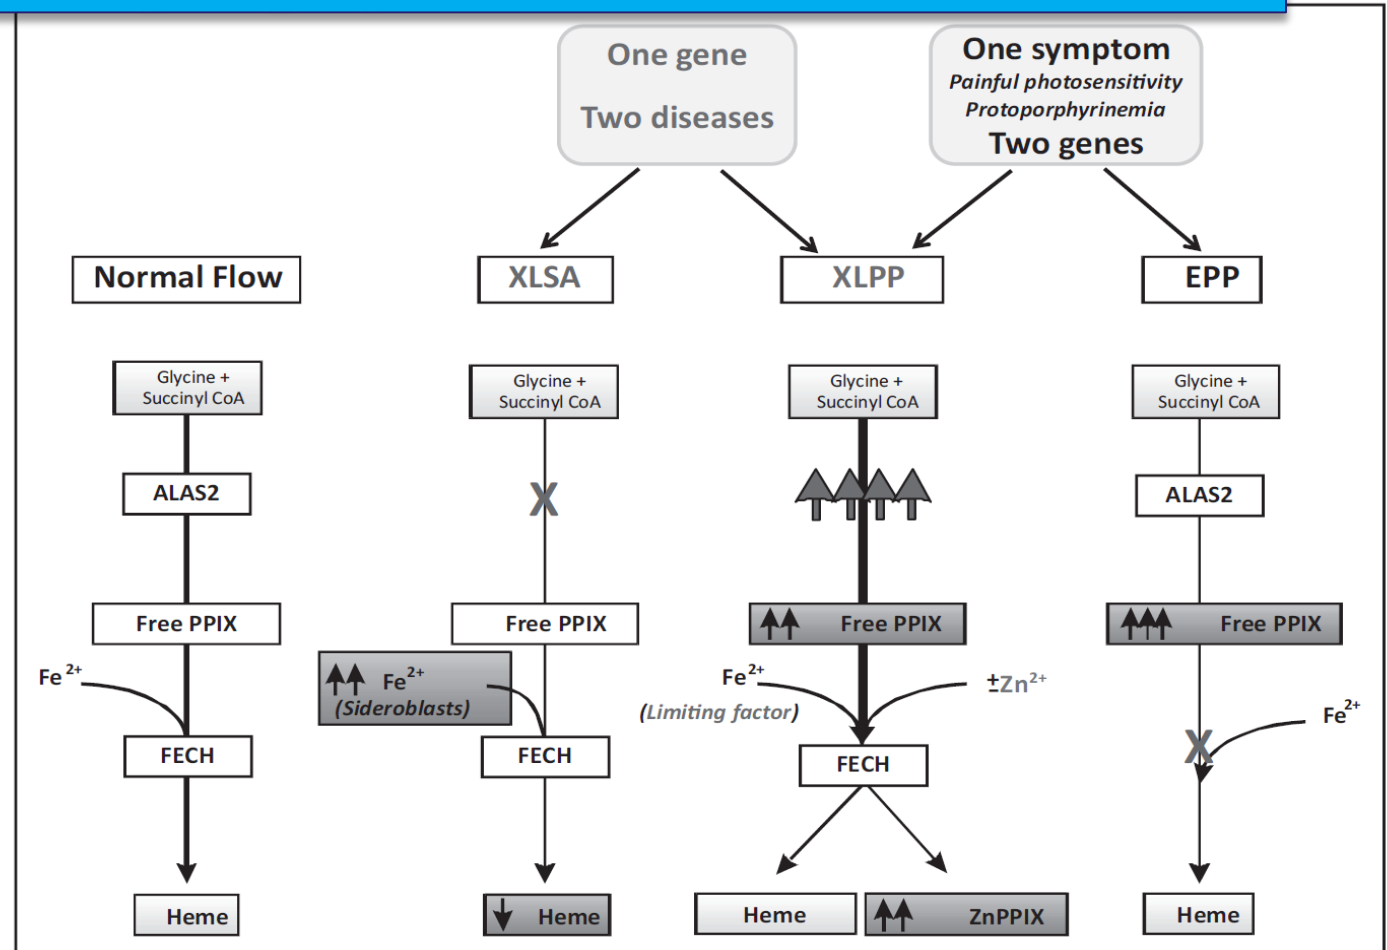 One gene
Two diseases
One symptom
Painful photosensitivity
Protoporphyrinemia
Two genes
Normal Flow
XLSA
XLPP
EPP
Glycine +
Succinyl CoA
Glycine +
Succinyl CoA
Glycine +
Succinyl CoA
Glycine +
Succinyl CoA
ALAS2
X
ALAS2
Free PPIX
Free PPIX
Free PPIX
Free PPIX
Fe 2+
Fe2+
(Sideroblasts)
Fe2+
(Limiting factor)
±Zn2+
Fe2+
X
FECH
FECH
FECH
Heme
Heme
Heme
ZnPPIX
Heme